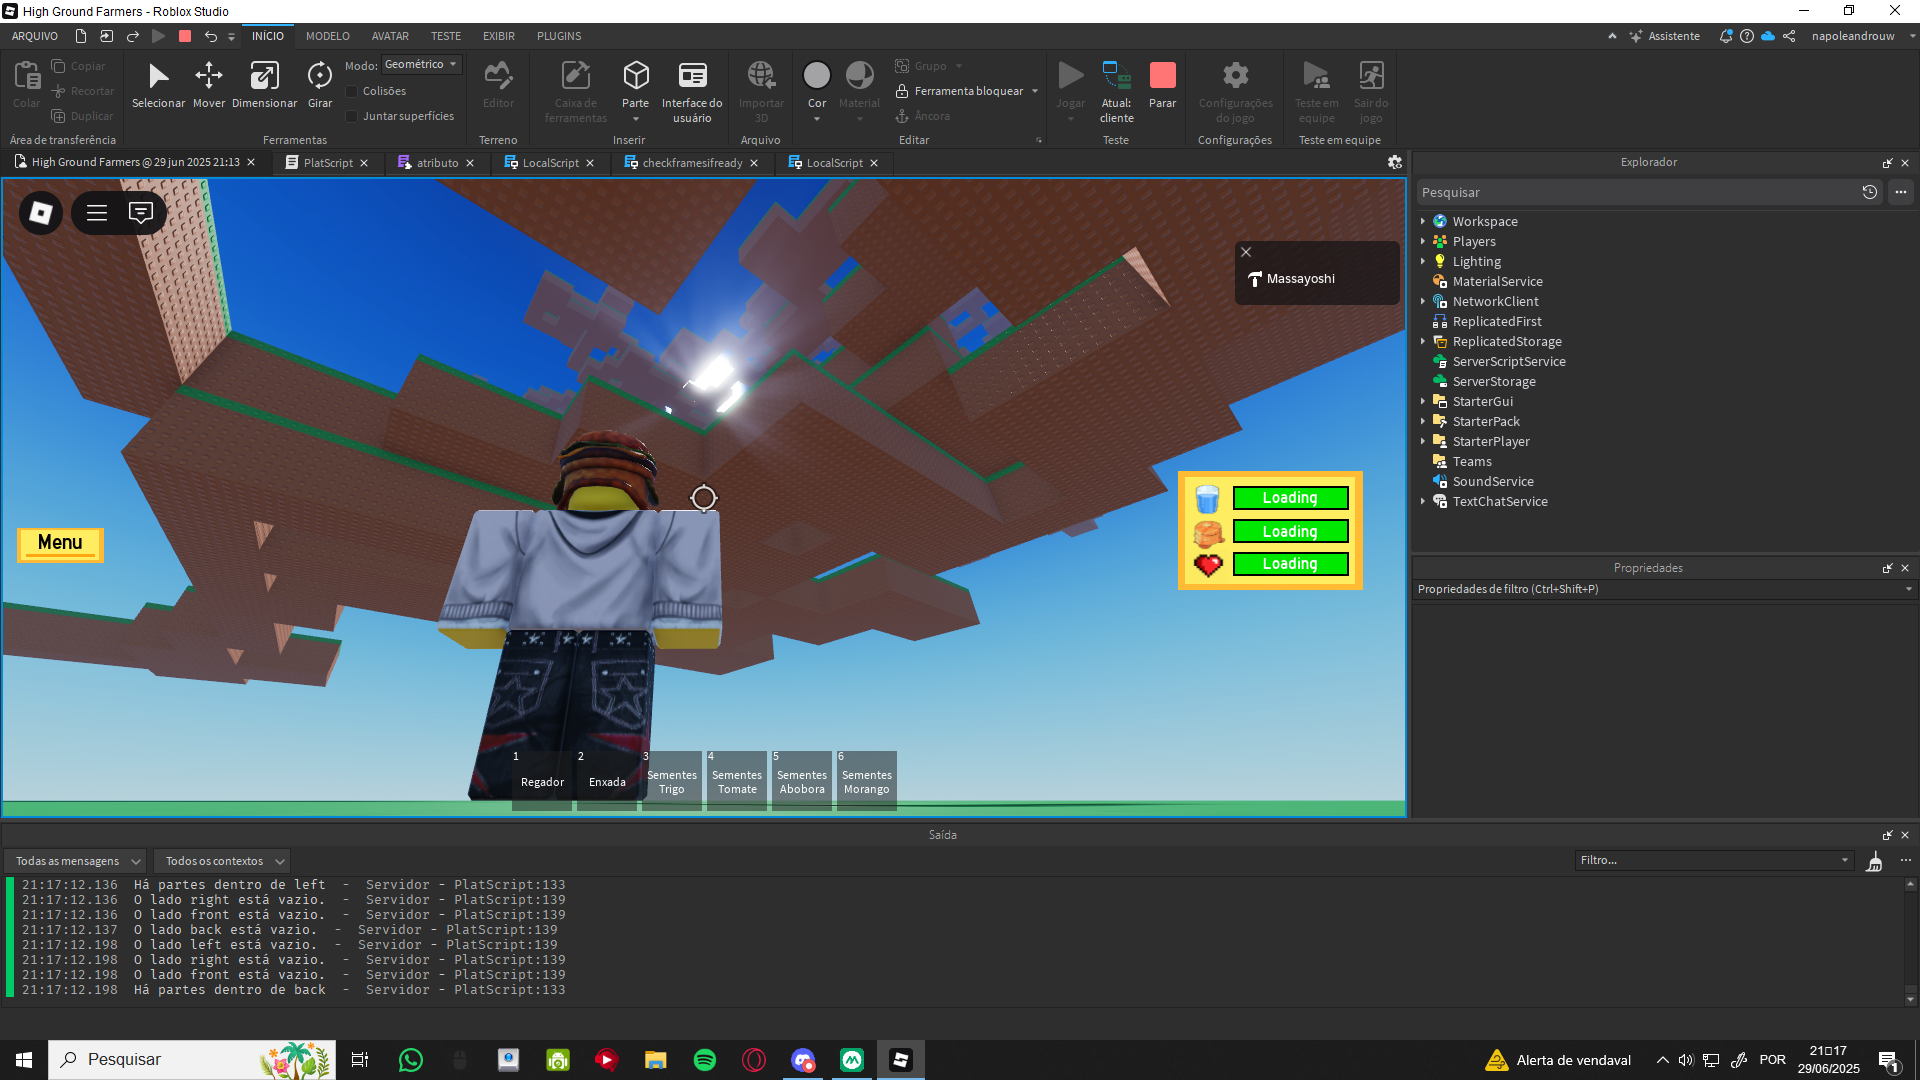 High Ground Farmers - Roblox Studio
ARQUIVO
INÍCIO MODELO AVATAR TESTE EXIBIR PLUGINS
Assistente
napoleandrouw
Colar
Copiar
Recortar
Duplicar
Área de transferência
Selecionar Mover Dimensionar Girar
Modo: Geométrico
Colisões
Juntar superfícies
Ferramentas
Editor
Terreno
Caixa de ferramentas
Parte
Interface do usuário
Inserir
Importar 3D
Arquivo
Cor
Material
Grupo
Ferramenta bloquear
Âncora
Editar
Jogar
Atual: cliente
Parar
Teste
Configurações do jogo
Configurações
Teste em equipe
Sair do jogo
Teste em equipe
High Ground Farmers @ 29 jun 2025 21:13
PlatScript
atributo
LocalScript
checkframesifready
LocalScript
Massayoshi
Menu
Loading
Loading
Loading
1 Regador
2 Enxada
3 Sementes Trigo
4 Sementes Tomate
5 Sementes Abobora
6 Sementes Morango
Explorador
Pesquisar
Workspace
Players
Lighting
MaterialService
NetworkClient
ReplicatedFirst
ReplicatedStorage
ServerScriptService
ServerStorage
StarterGui
StarterPack
StarterPlayer
Teams
SoundService
TextChatService
Propriedades
Propriedades de filtro (Ctrl+Shift+P)
Saída
Todas as mensagens
Todos os contextos
Filtro...
21:17:12.136 Há partes dentro de left - Servidor - PlatScript:133
21:17:12.136 O lado right está vazio. - Servidor - PlatScript:139
21:17:12.136 O lado front está vazio. - Servidor - PlatScript:139
21:17:12.137 O lado back está vazio. - Servidor - PlatScript:139
21:17:12.198 O lado left está vazio. - Servidor - PlatScript:139
21:17:12.198 O lado right está vazio. - Servidor - PlatScript:139
21:17:12.198 O lado front está vazio. - Servidor - PlatScript:139
21:17:12.198 Há partes dentro de back - Servidor - PlatScript:133
Pesquisar
Alerta de vendaval
POR
21▯17
29/06/2025
1